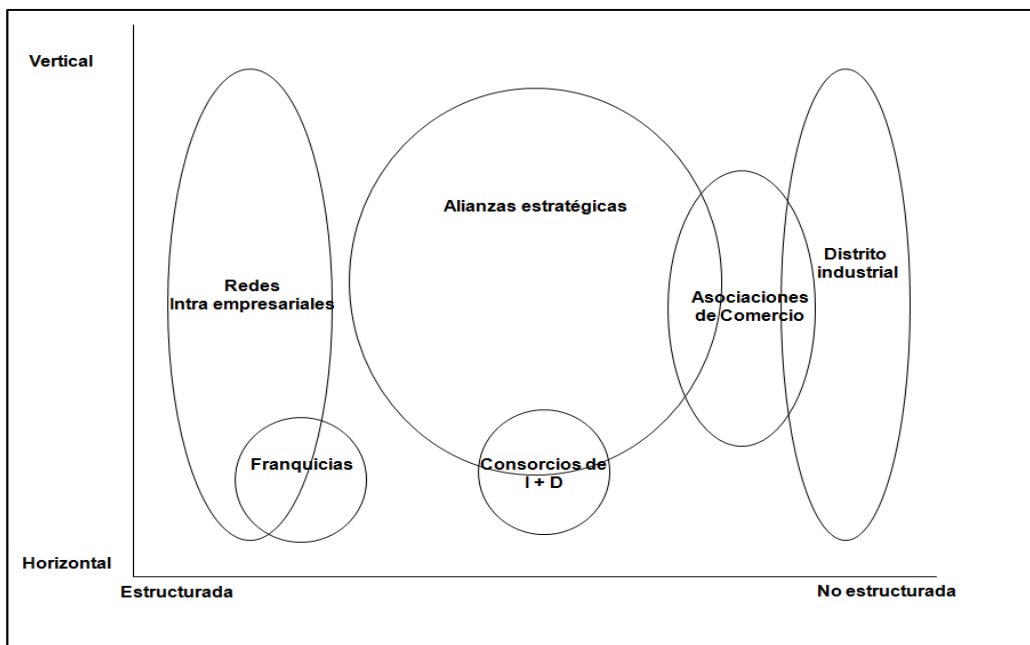 Vertical
Alianzas estratégicas
Distrito
industrial
Redes
Intra empresariales
Asociaciones
de Comercio
Franquicias
Consorcios de
I + D
Horizontal
Estructurada
No estructurada